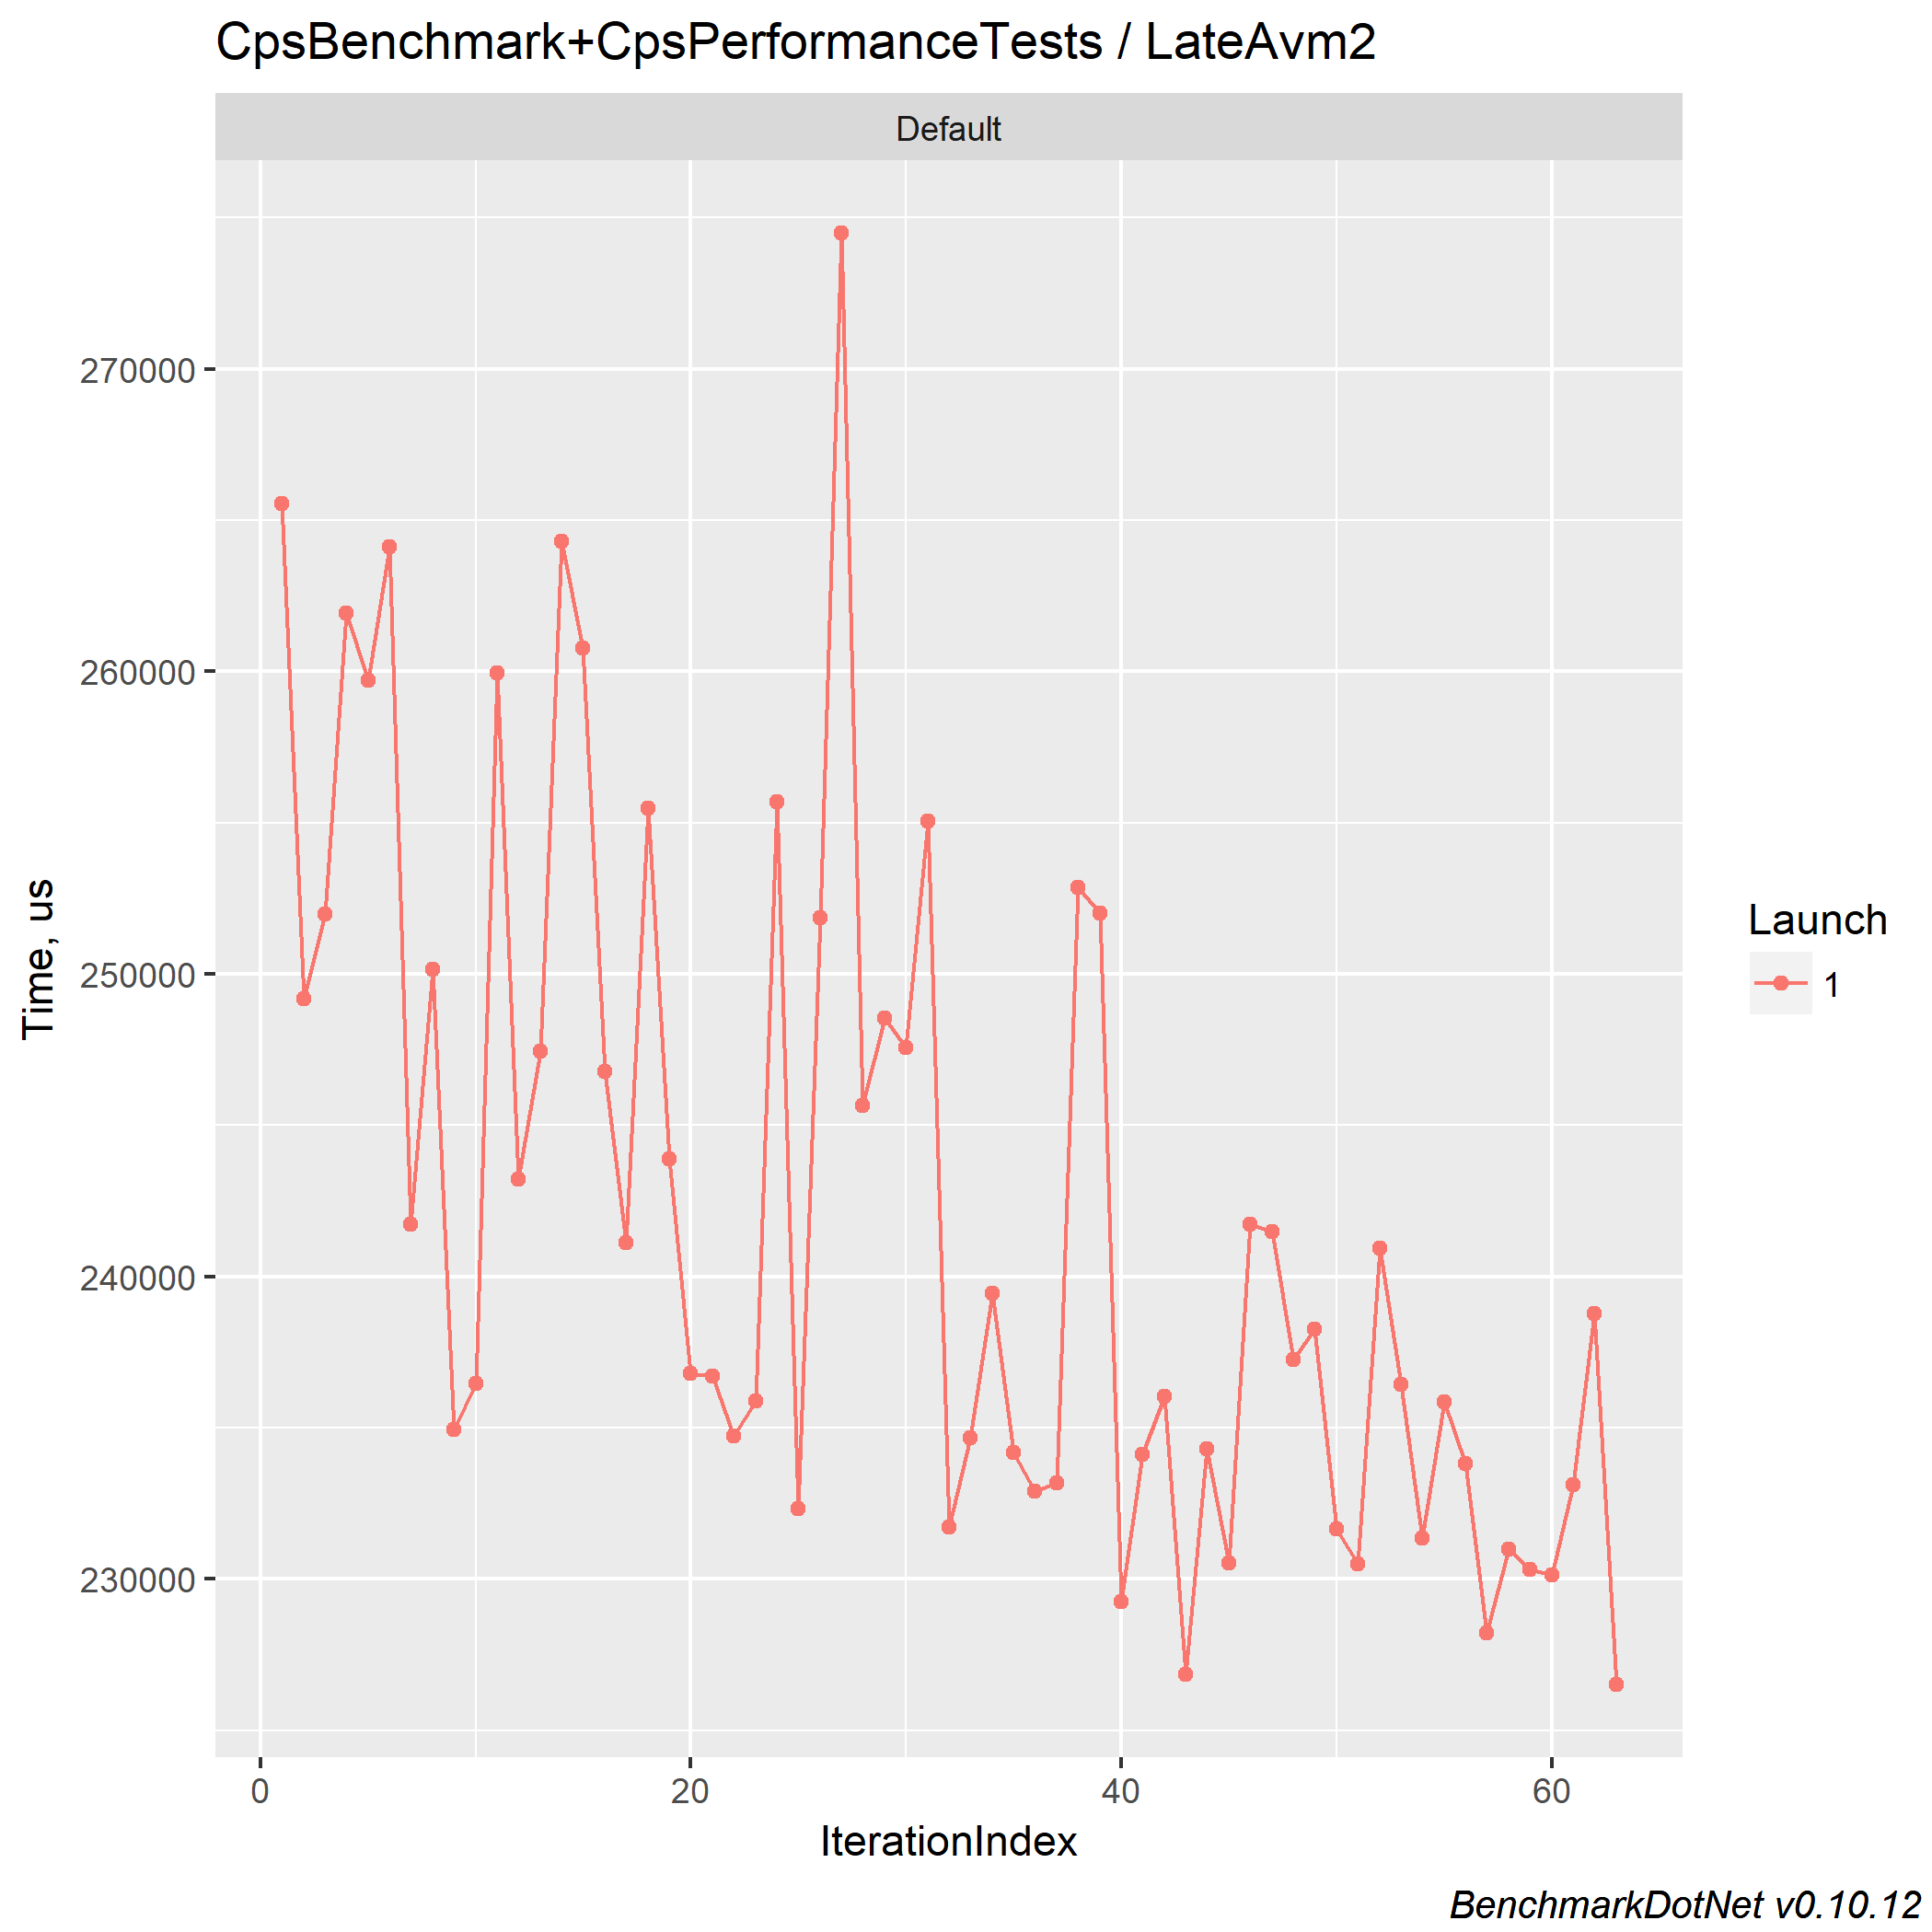 CpsBenchmark+CpsPerformanceTests / LateAvm2
Default
Time, us
270000
260000
250000
240000
230000
0
20
40
60
IterationIndex
Launch
1
BenchmarkDotNet v0.10.12